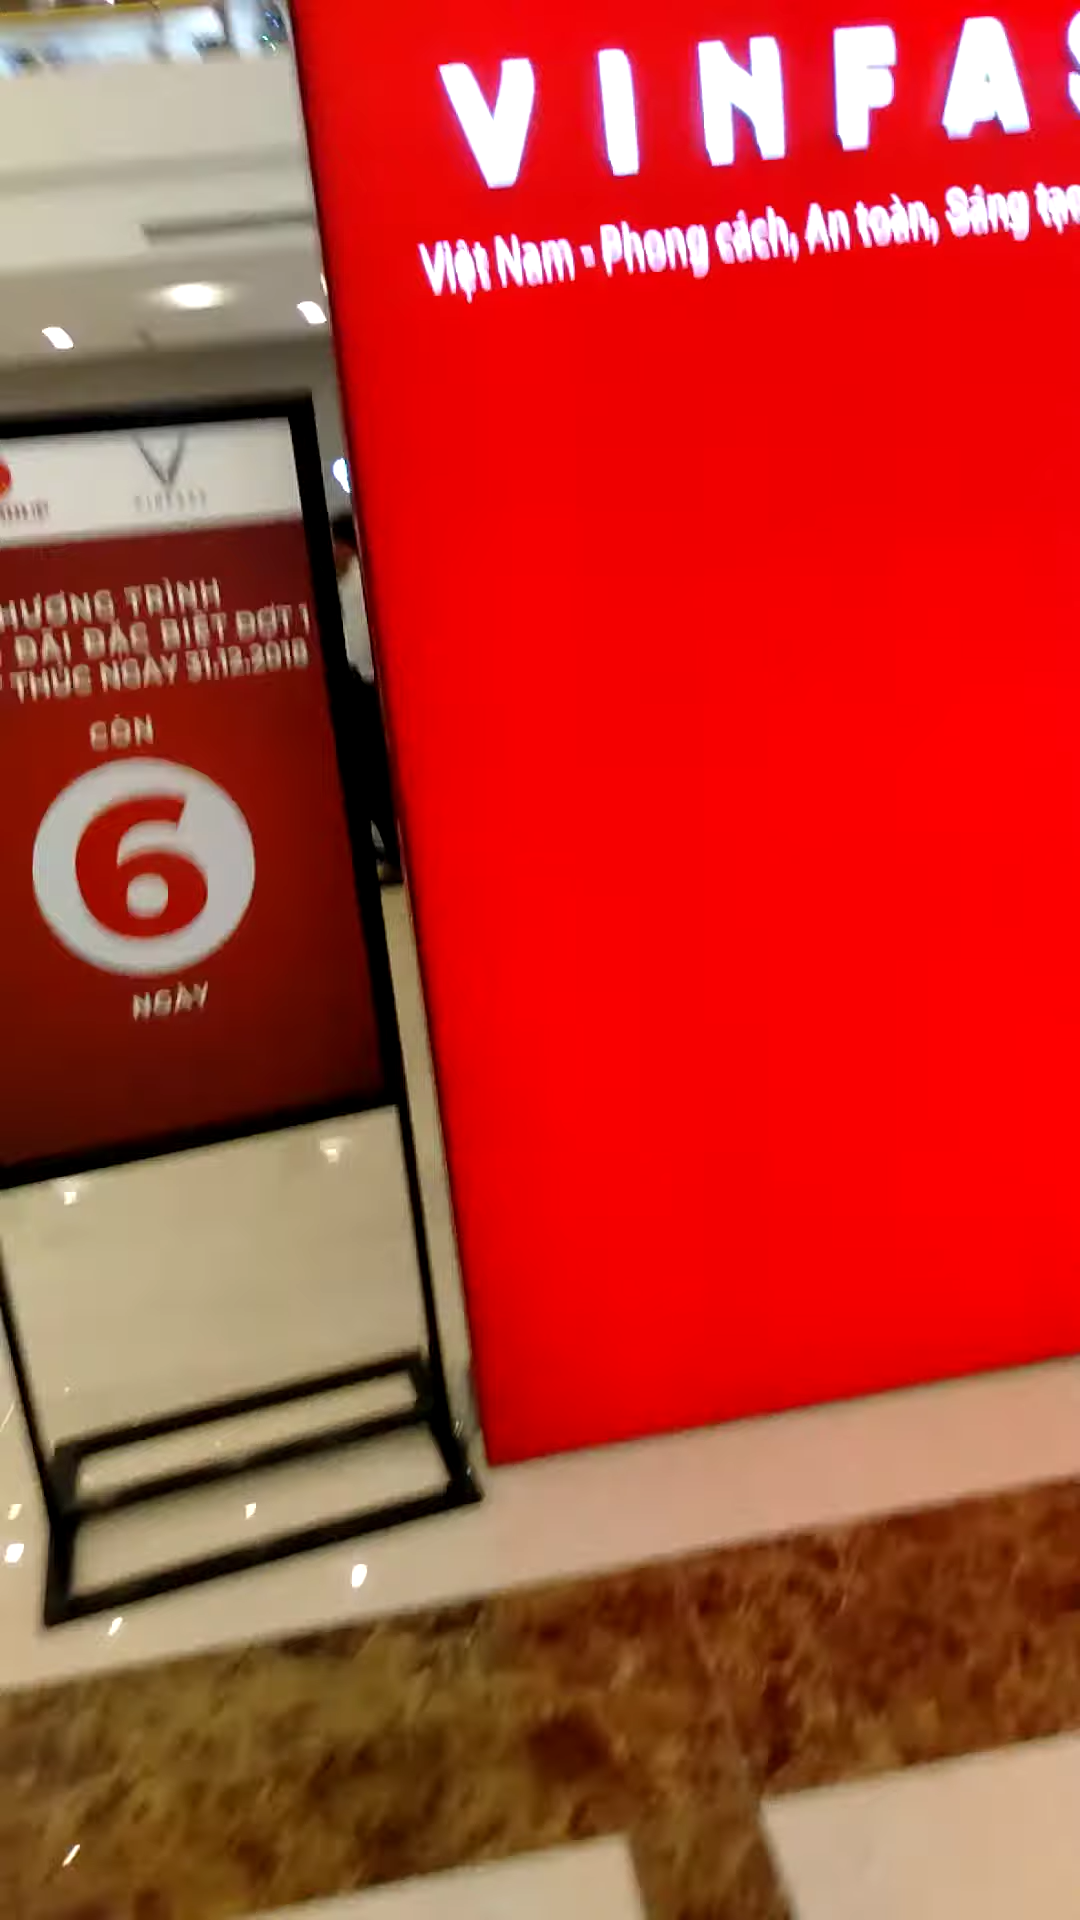 VINFAS
Việt Nam - Phong cách, An toàn, Sáng tạo
VINFAST
HƯƠNG TRÌNH
ĐÃI ĐẶC BIỆT ĐỢT 1
THÚC NGÀY 31.12.2018
CÒN
6
NGÀY